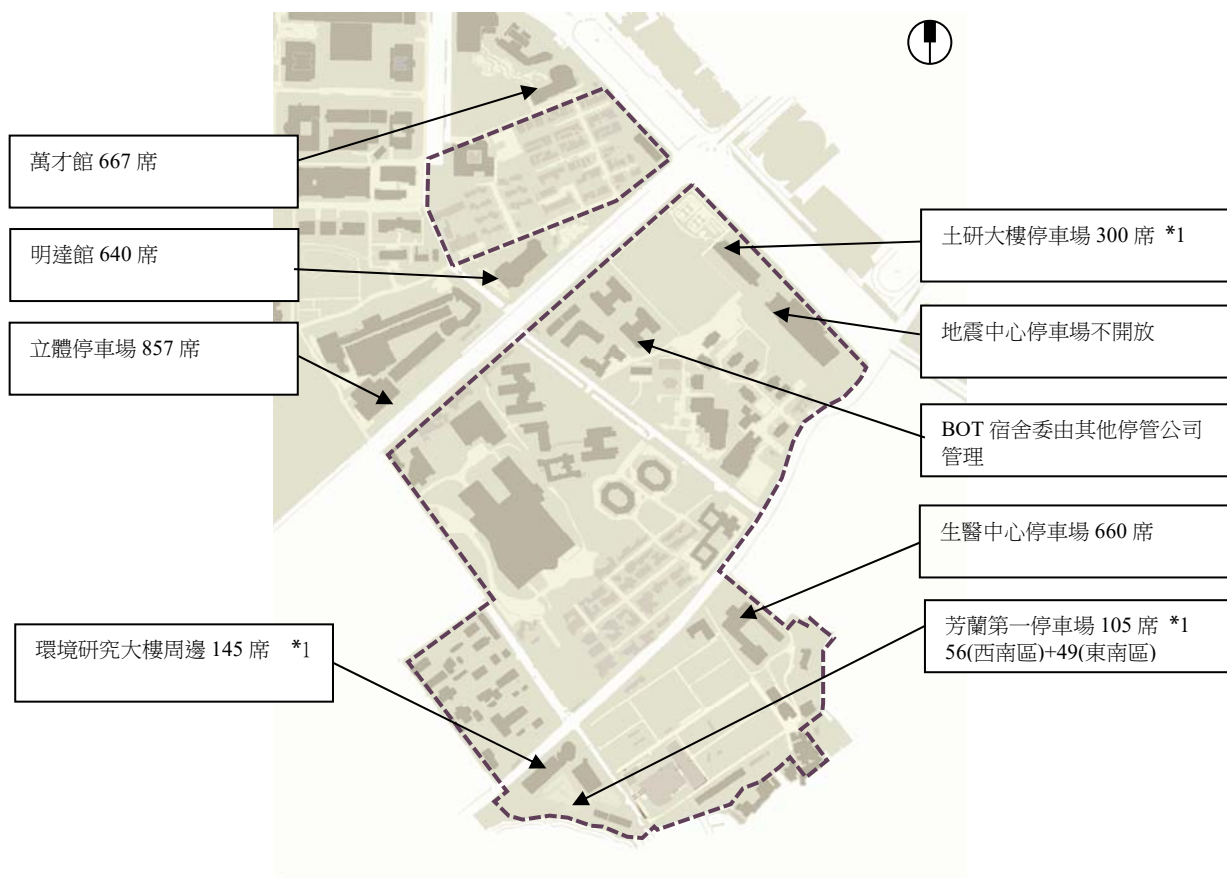 萬才館 667 席
明達館 640 席
立體停車場 857 席
環境研究大樓周邊 145 席 *1
土研大樓停車場 300 席 *1
地震中心停車場不開放
BOT 宿舍委由其他停管公司
管理
生醫中心停車場 660 席
芳蘭第一停車場 105 席 *1
56(西南區)+49(東南區)